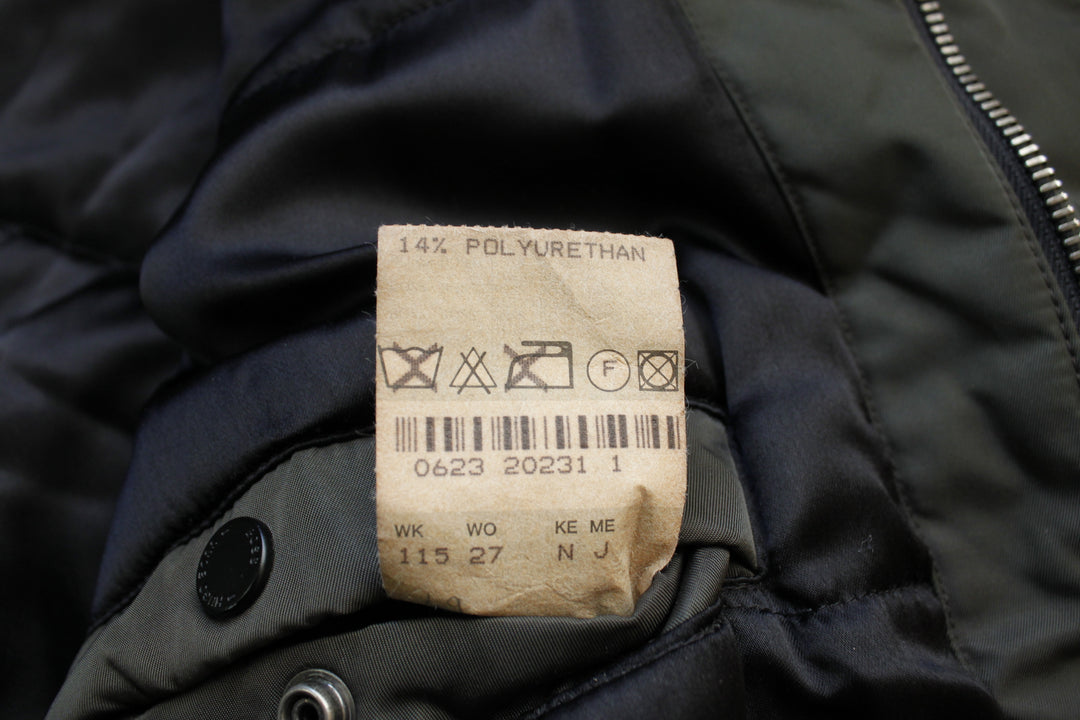 14% POLYURETHAN
F
0623 20231 1
WK WO KE ME
115 27 N J